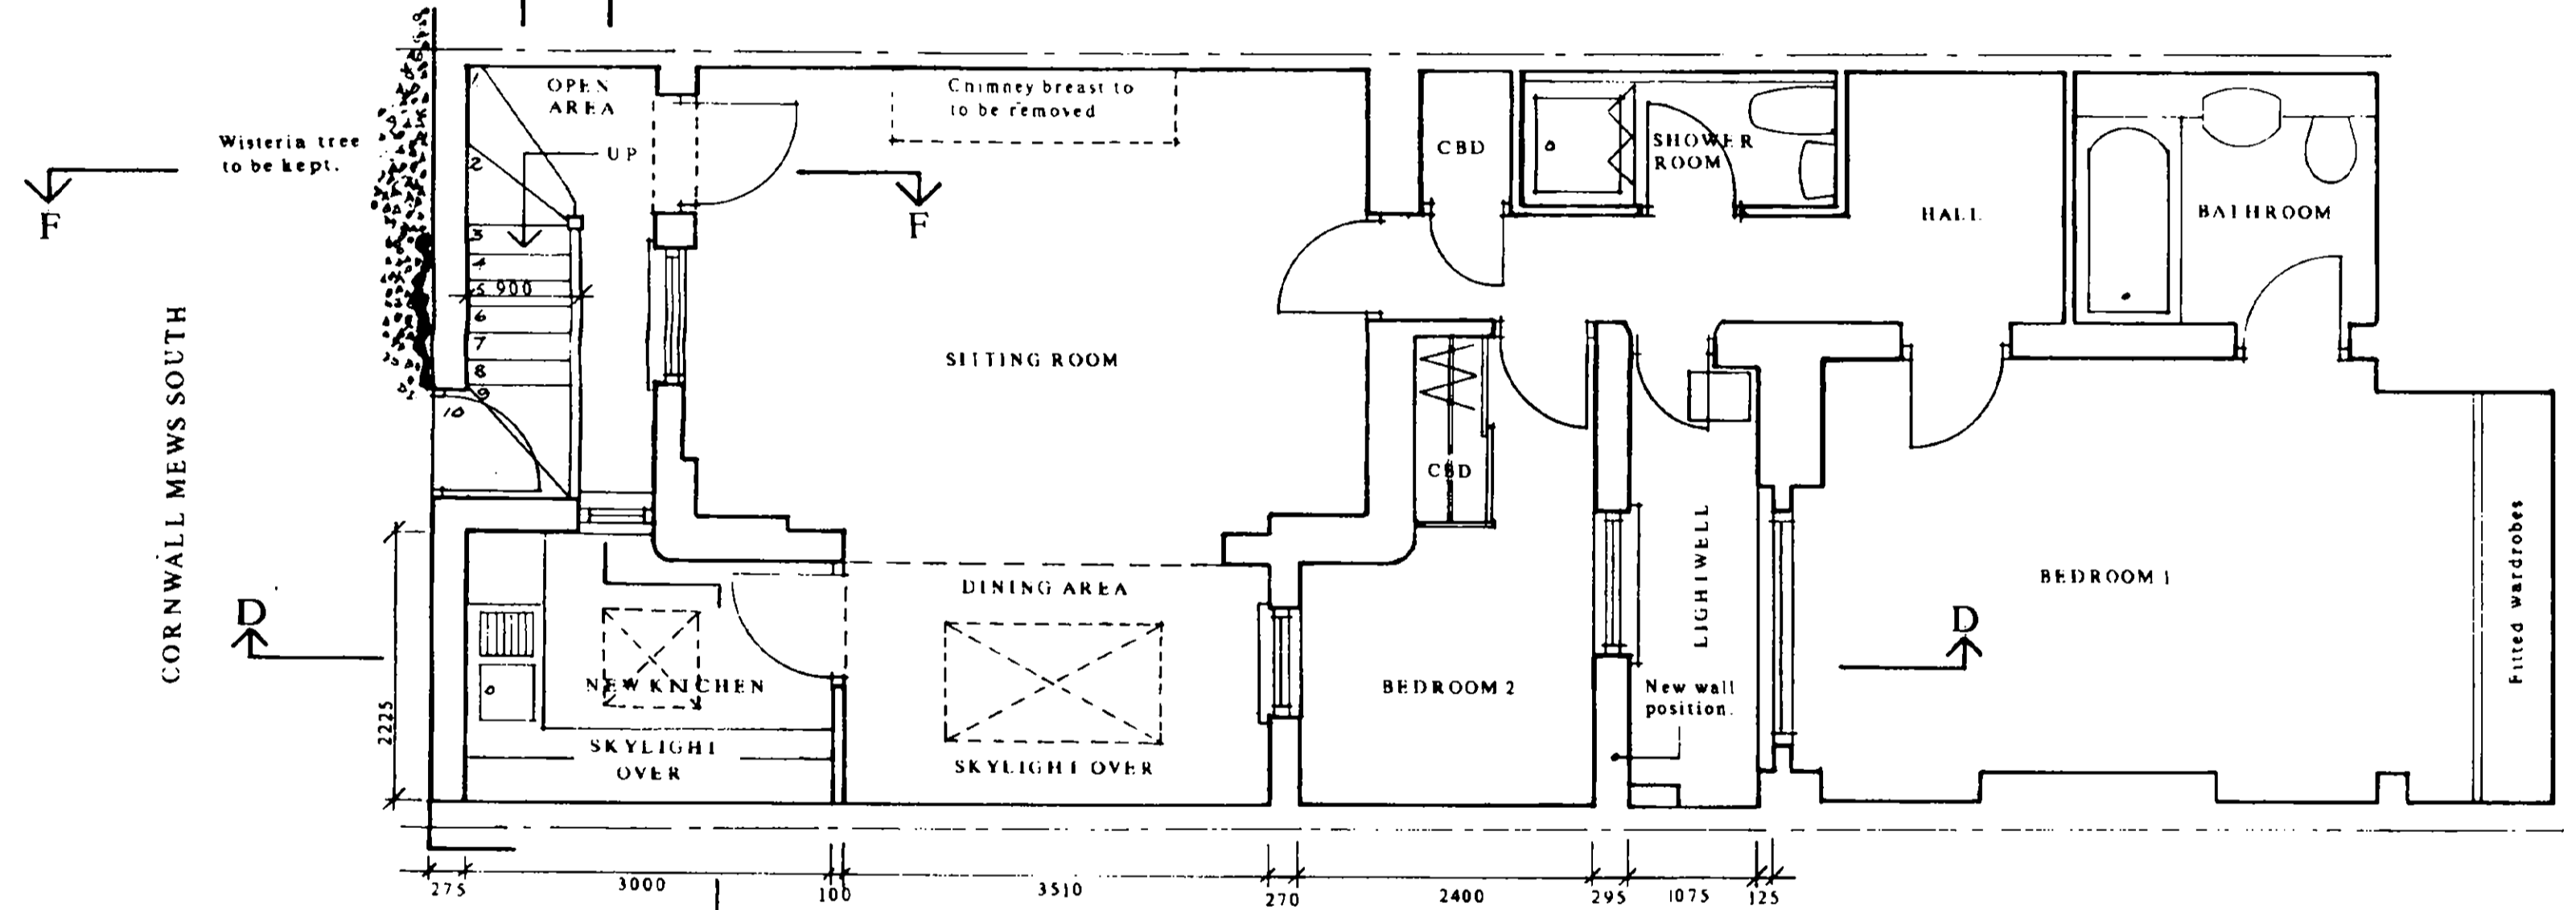 OPEN
AREA
Chimney breast to
to be removed
Wisteria tree
to be kept.
UP
F
F
1
2
3
4
5
900
6
7
8
9
10
CBD
SHOWER
ROOM
HALL
BATHROOM
SITTING ROOM
CORNWALL MEWS SOUTH
CBD
LIGHTWELL
BEDROOM 1
Fitted wardrobes
DINING AREA
D
D
NEW KITCHEN
BEDROOM 2
New wall
position.
2225
SKYLIGHT
OVER
SKYLIGHT OVER
275
3000
100
3510
270
2400
295
1075
125